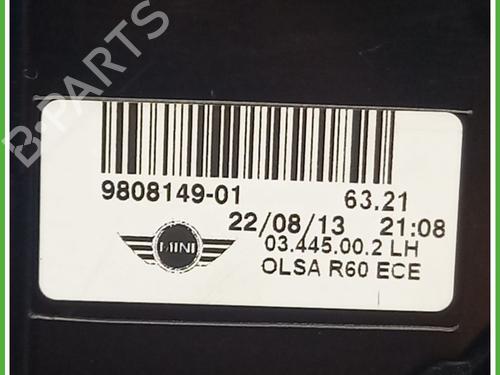 B-PARTS
9808149-01 63.21
22/08/13 21:08
MINI
03.445.00.2 LH
OLSA R60 ECE